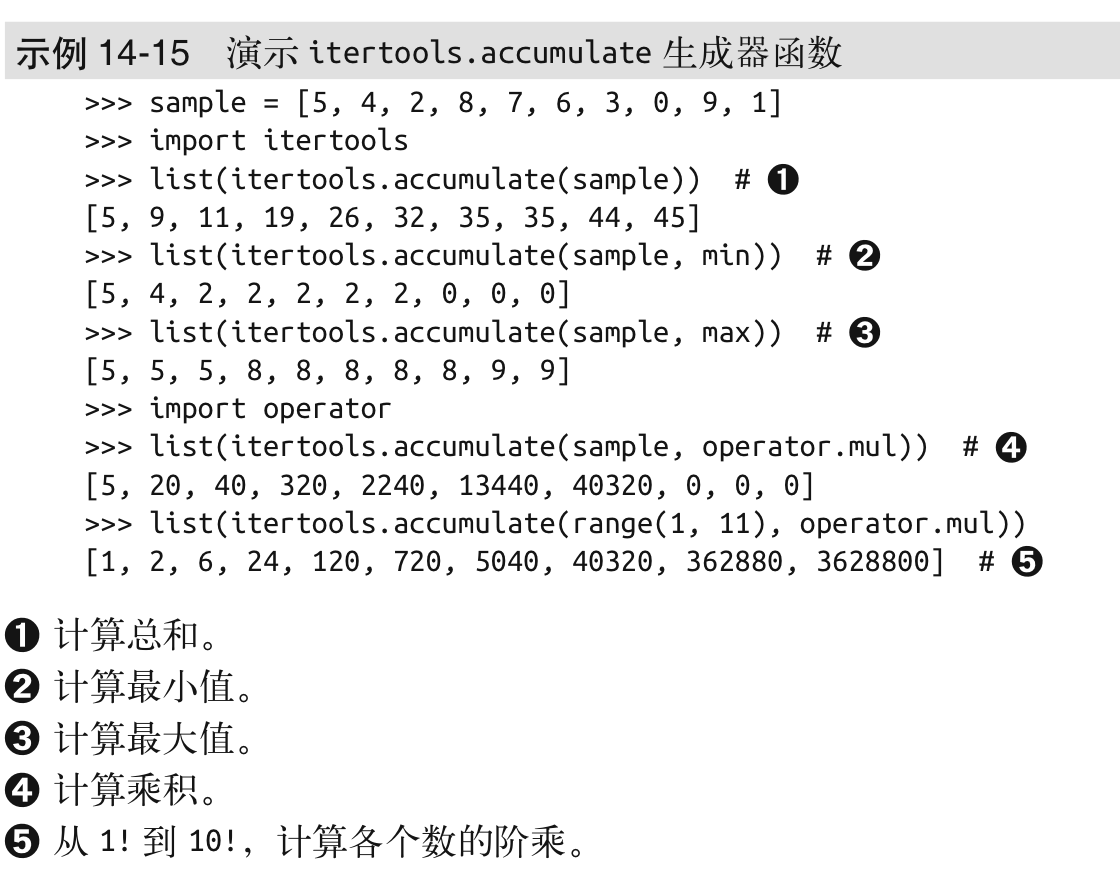 示例 14-15 演示 itertools.accumulate 生成器函数
>>> sample = [5, 4, 2, 8, 7, 6, 3, 0, 9, 1]
>>> import itertools
>>> list(itertools.accumulate(sample))  # ❶
[5, 9, 11, 19, 26, 32, 35, 35, 44, 45]
>>> list(itertools.accumulate(sample, min))  # ❷
[5, 4, 2, 2, 2, 2, 2, 0, 0, 0]
>>> list(itertools.accumulate(sample, max))  # ❸
[5, 5, 5, 8, 8, 8, 8, 8, 9, 9]
>>> import operator
>>> list(itertools.accumulate(sample, operator.mul))  # ❹
[5, 20, 40, 320, 2240, 13440, 40320, 0, 0, 0]
>>> list(itertools.accumulate(range(1, 11), operator.mul))
[1, 2, 6, 24, 120, 720, 5040, 40320, 362880, 3628800]  # ❺
❶ 计算总和。
❷ 计算最小值。
❸ 计算最大值。
❹ 计算乘积。
❺ 从 1! 到 10!，计算各个数的阶乘。